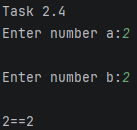 Task 2.4
Enter number a:2
Enter number b:2
2==2